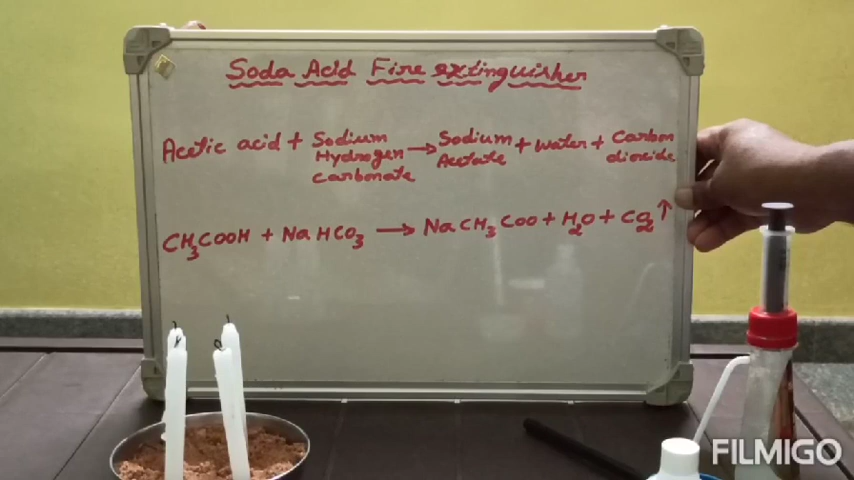 Soda Acid Fire extinguisher
Acetic acid + Sodium Hydrogen carbonate → Sodium Acetate + water + Carbon dioxide
CH₃COOH + NaHCO₃ → NaCH₃COO + H₂O + CO₂↑
FILMIGO